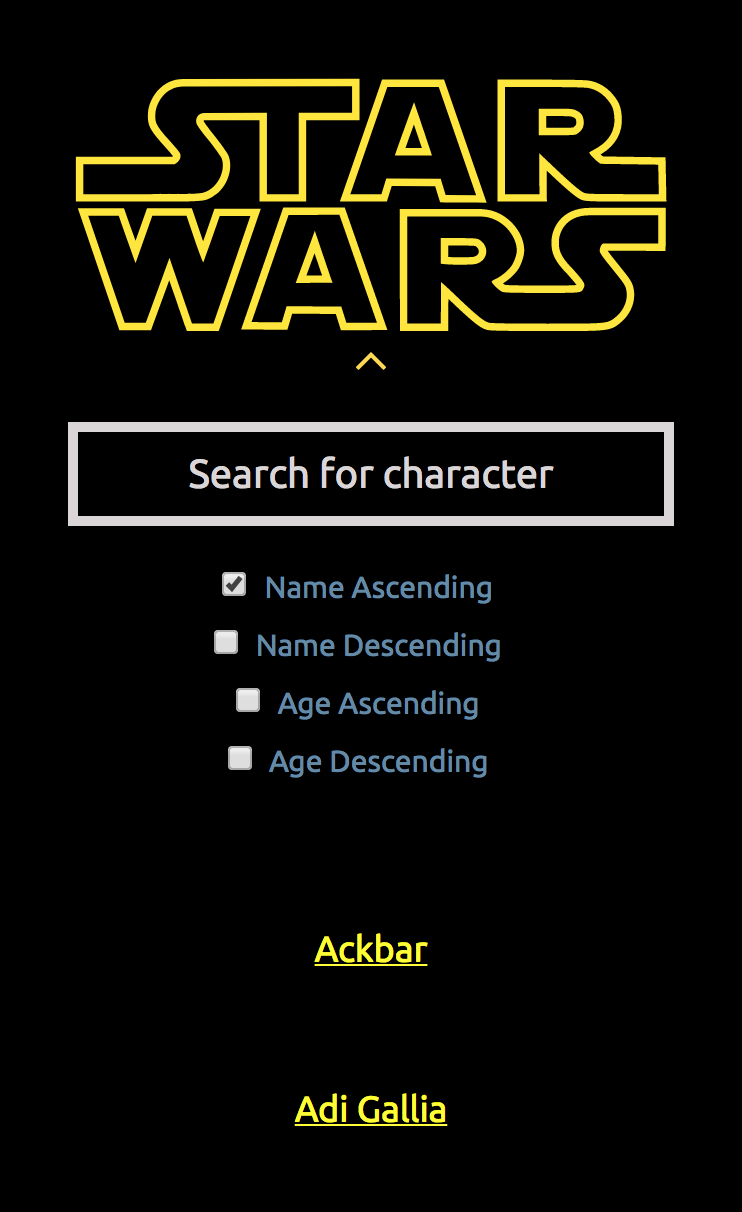 STAR
WARS
Search for character
Name Ascending
Name Descending
Age Ascending
Age Descending
Ackbar
Adi Gallia